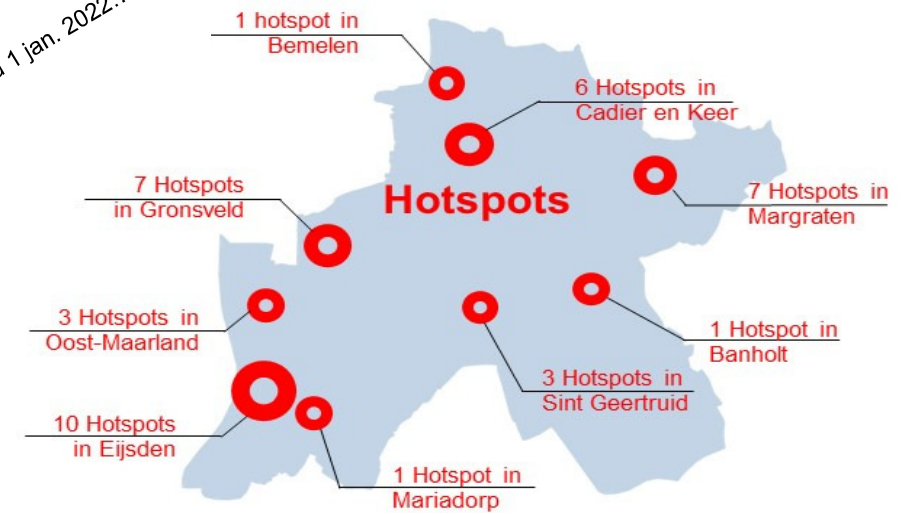 1 jan. 2022.
1 hotspot in
Bemelen
6 Hotspots in
Cadier en Keer
7 Hotspots
in Gronsveld
Hotspots
7 Hotspots in
Margraten
3 Hotspots in
Oost-Maarland
1 Hotspot in
Banholt
3 Hotspots in
Sint Geertruid
10 Hotspots
in Eijsden
1 Hotspot in
Mariadorp